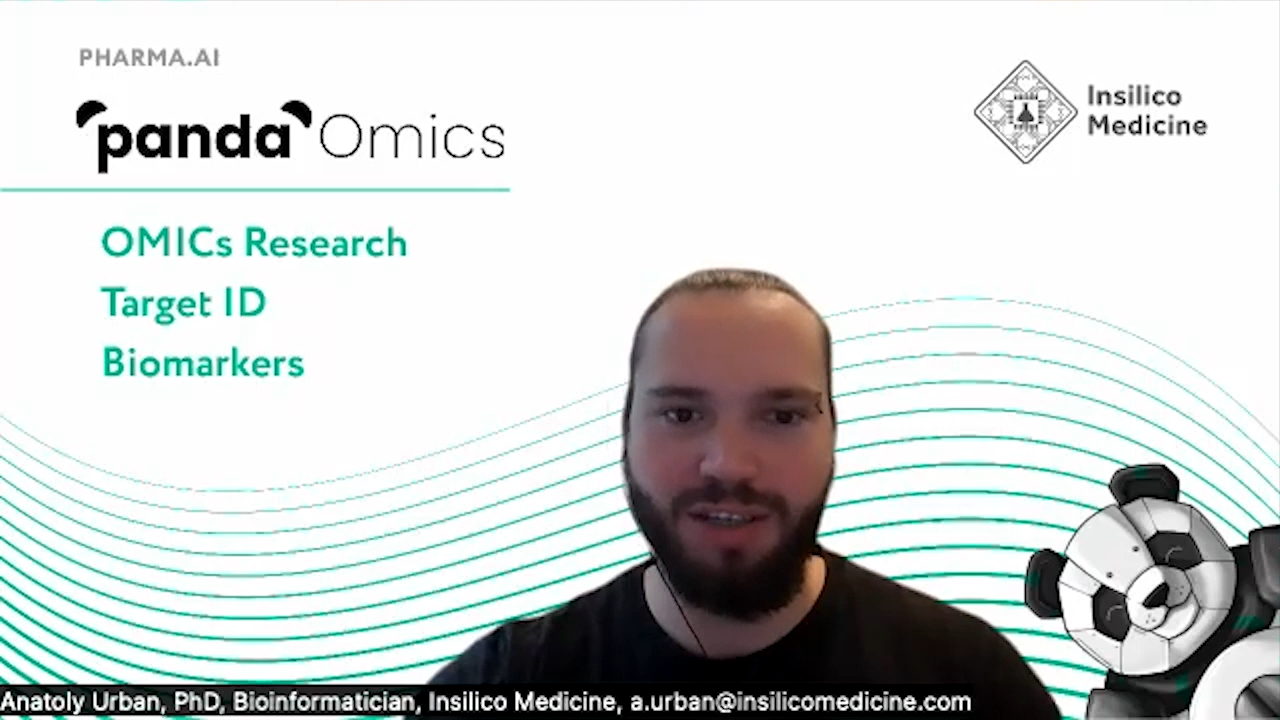 PHARMA.AI
panda Omics
Insilico
Medicine
OMICs Research
Target ID
Biomarkers
Anatoly Urban, PhD, Bioinformatician, Insilico Medicine, a.urban@insilicomedicine.com